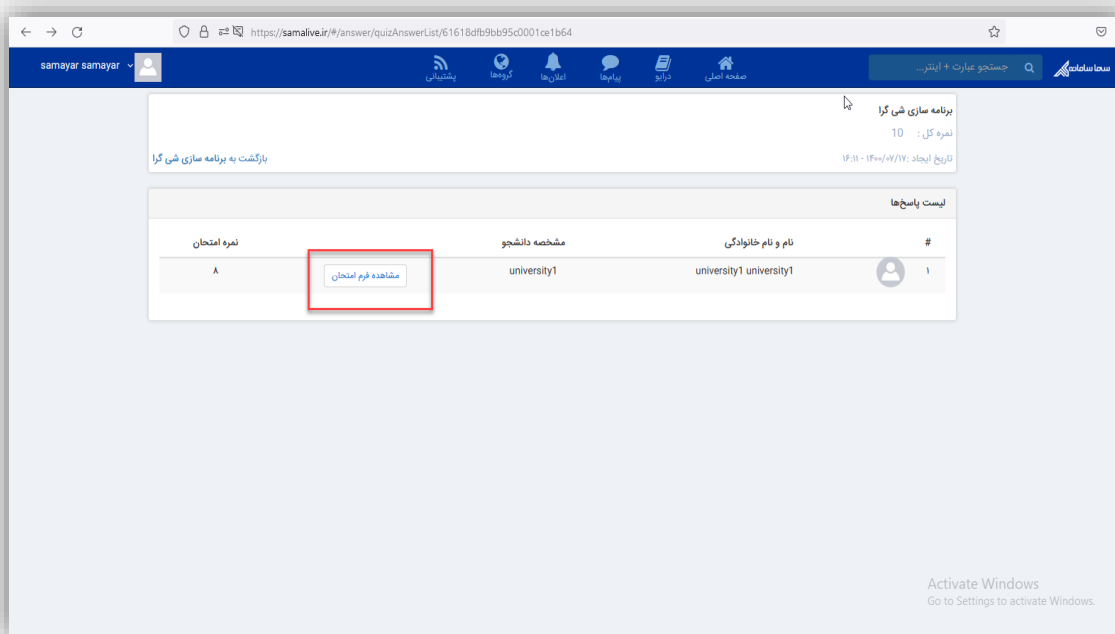 https://samalive.ir/#/answer/quizAnswerList/61618dfb9bb95c0001ce1b64
سما سامانه
جستجو عبارت + اینتر...
صفحه اصلی
درایو
پیام‌ها
اعلان‌ها
گروه‌ها
پشتیبانی
samayar samayar
برنامه سازی شی گرا
نمره کل : 10
تاریخ ایجاد :۱۴۰۰/۰۷/۱۷ - ۱۶:۱۱
بازگشت به برنامه سازی شی گرا
لیست پاسخ‌ها
# نام و نام خانوادگی مشخصه دانشجو نمره امتحان
۱ university1 university1 university1 مشاهده فرم امتحان ۸
Activate Windows
Go to Settings to activate Windows.